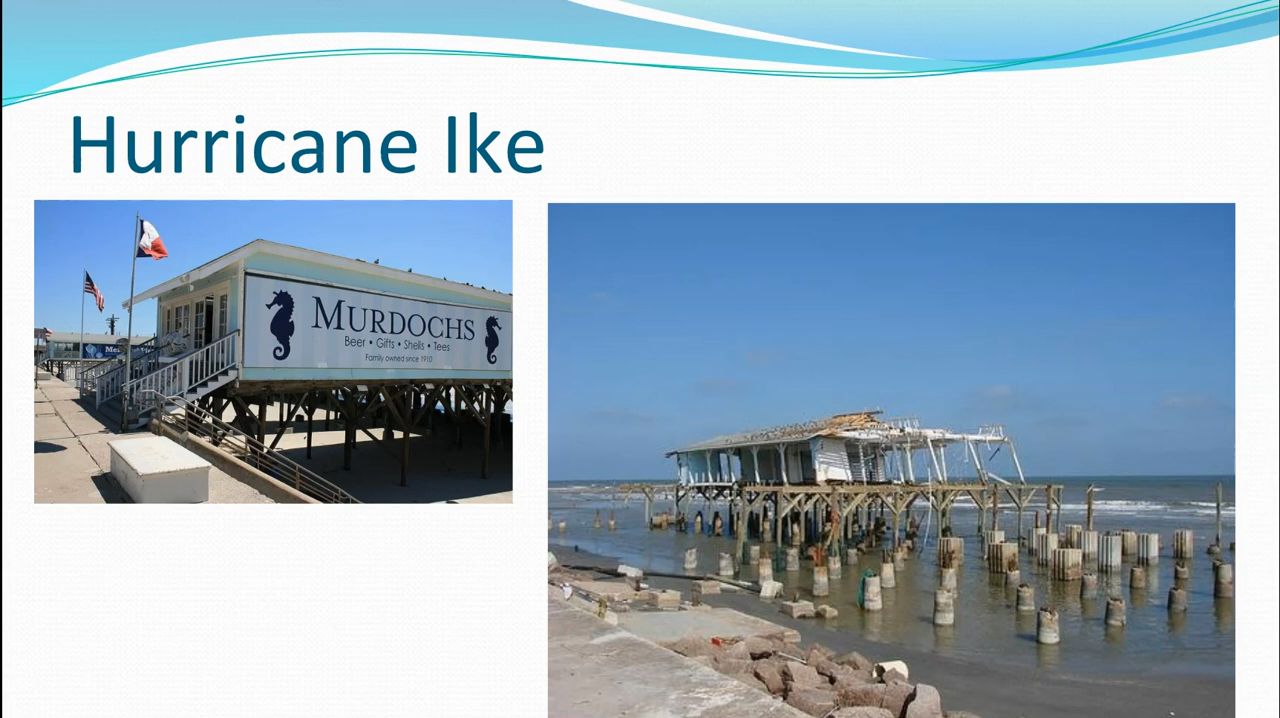 Hurricane Ike
MURDOCHS
Beer • Gifts • Shells • Tees
Family owned since 1910